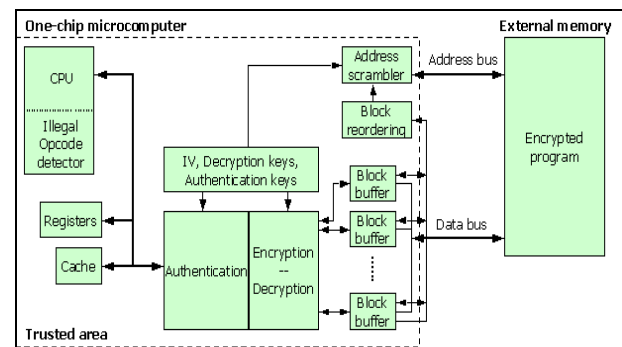 One-chip microcomputer
External memory
CPU
Illegal
Opcode
detector
Address
scrambler
Address bus
Block
reordering
Encrypted
program
IV, Decryption keys,
Authentication keys
Block
buffer
Registers
Block
buffer
Data bus
Cache
Authentication
Encryption
--
Decryption
Block
buffer
Trusted area